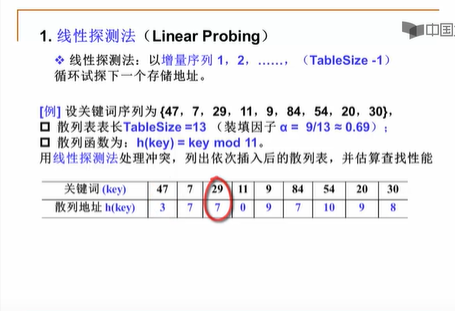 中国
1. 线性探测法（Linear Probing）
❖ 线性探测法：以增量序列 1，2，……，（TableSize -1）
循环试探下一个存储地址。
[例] 设关键词序列为 {47，7，29，11，9，84，54，20，30}，
□ 散列表表长TableSize =13 （装填因子 α = 9/13 ≈ 0.69）；
□ 散列函数为：h(key) = key mod 11。
用线性探测法处理冲突，列出依次插入后的散列表，并估算查找性能
关键词 (key) 47 7 29 11 9 84 54 20 30
散列地址 h(key) 3 7 7 0 9 7 10 9 8